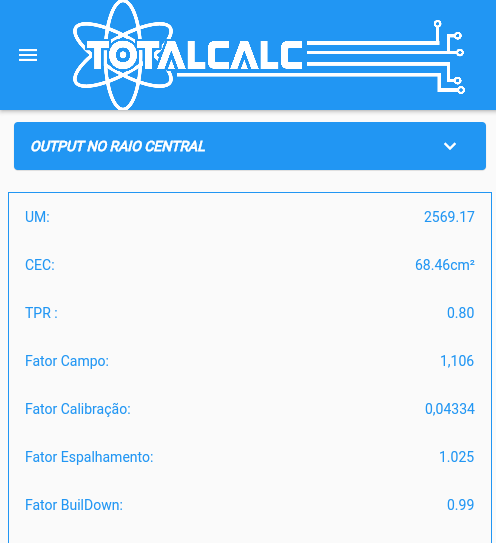 TOTALCALC
OUTPUT NO RAIO CENTRAL
UM: 2569.17
CEC: 68.46cm²
TPR : 0.80
Fator Campo: 1,106
Fator Calibração: 0,04334
Fator Espalhamento: 1.025
Fator BuilDown: 0.99